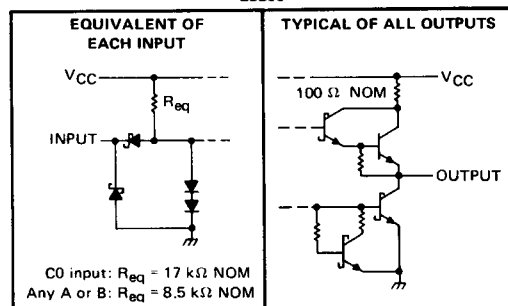 EQUIVALENT OF
EACH INPUT
VCC
Req
INPUT
C0 input: Req = 17 kΩ NOM
Any A or B: Req = 8.5 kΩ NOM
TYPICAL OF ALL OUTPUTS
VCC
100 Ω NOM
OUTPUT